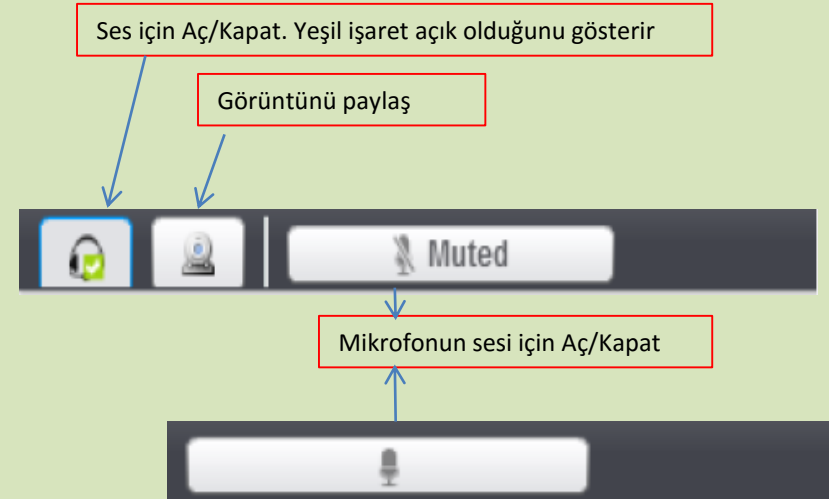 Ses için Aç/Kapat. Yeşil işaret açık olduğunu gösterir
Görüntünü paylaş
Muted
Mikrofonun sesi için Aç/Kapat